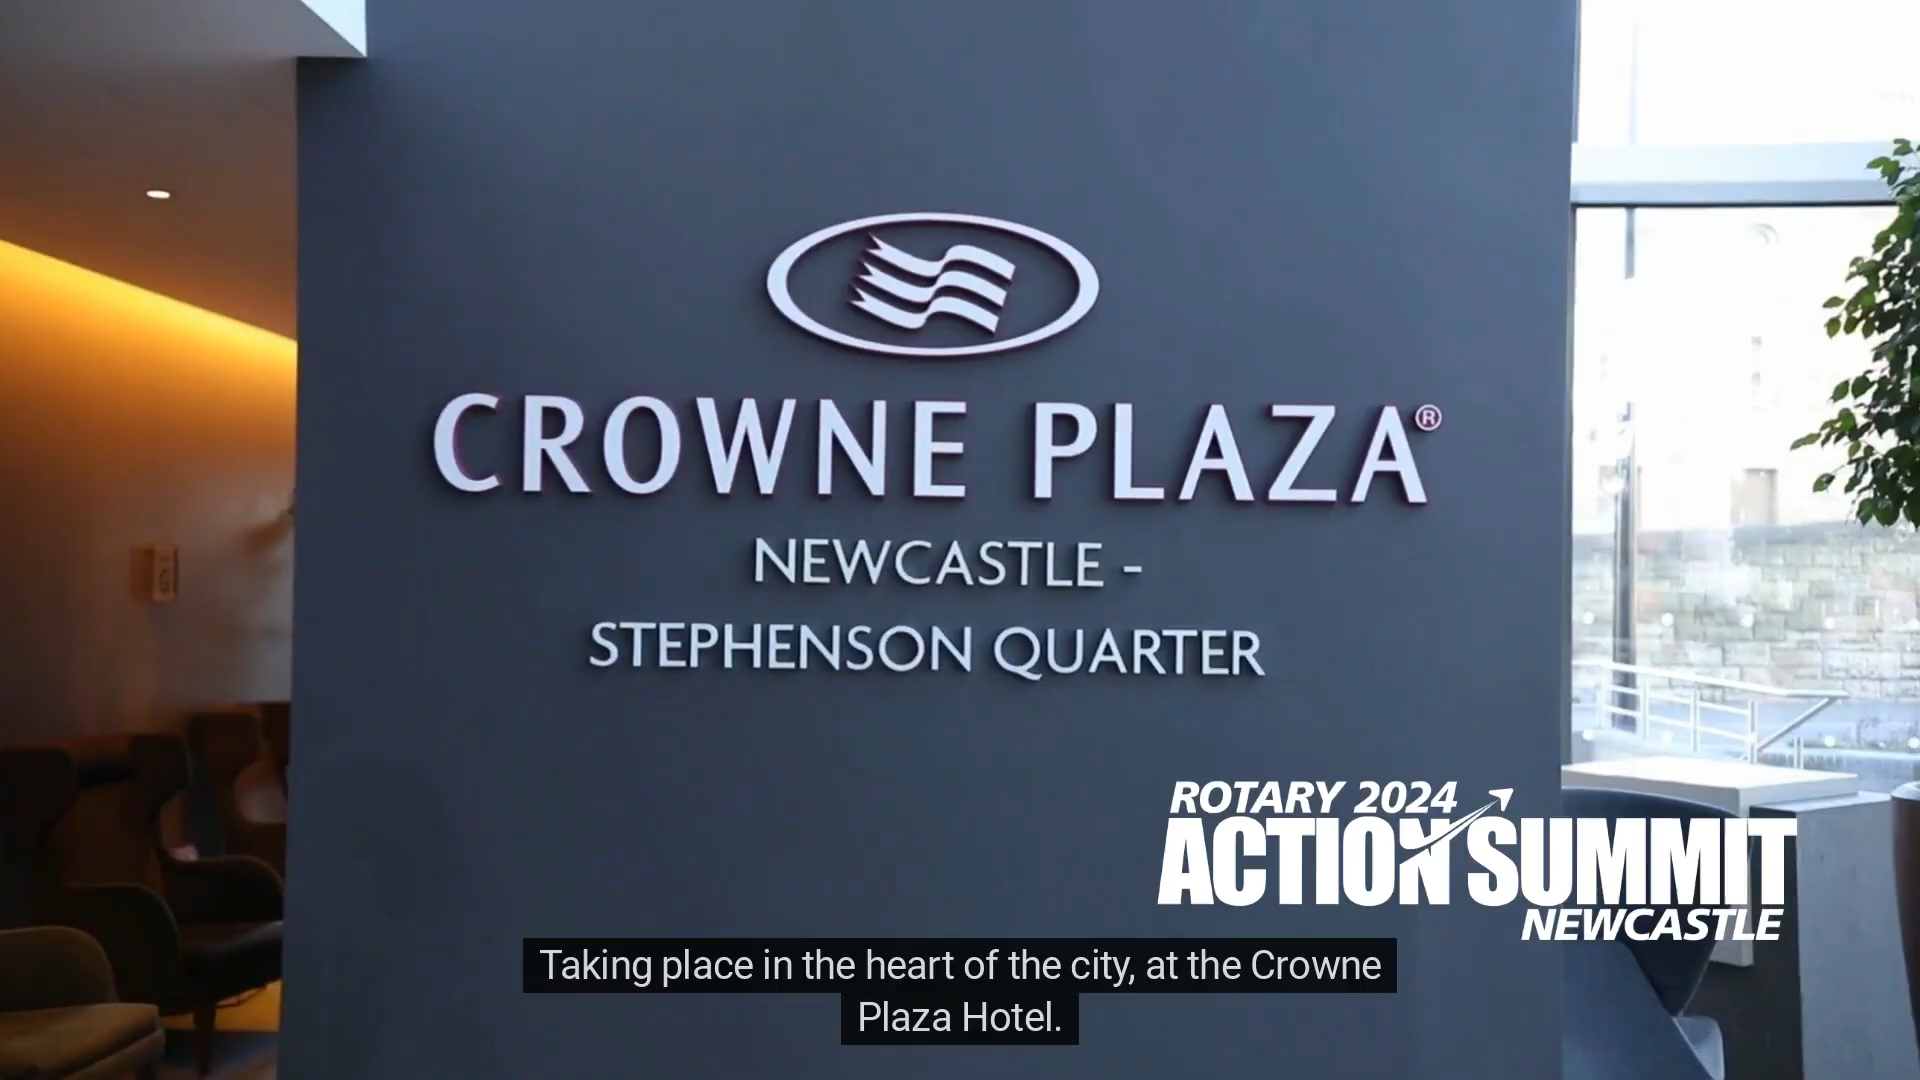 CROWNE PLAZA®
NEWCASTLE -
STEPHENSON QUARTER
ROTARY 2024
ACTION SUMMIT
NEWCASTLE
Taking place in the heart of the city, at the Crowne
Plaza Hotel.